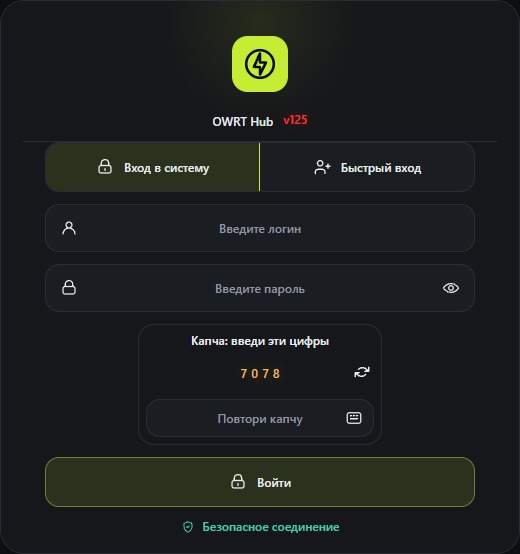 OWRT Hub v125
Вход в систему Быстрый вход
Введите логин
Введите пароль
Капча: введи эти цифры
7078
Повтори капчу
Войти
Безопасное соединение